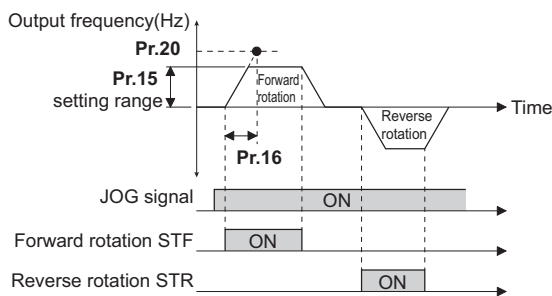 Output frequency(Hz)
Pr.20
Pr.15
setting range
Forward
rotation
Time
Reverse
rotation
Pr.16
JOG signal
ON
Forward rotation STF
ON
Reverse rotation STR
ON